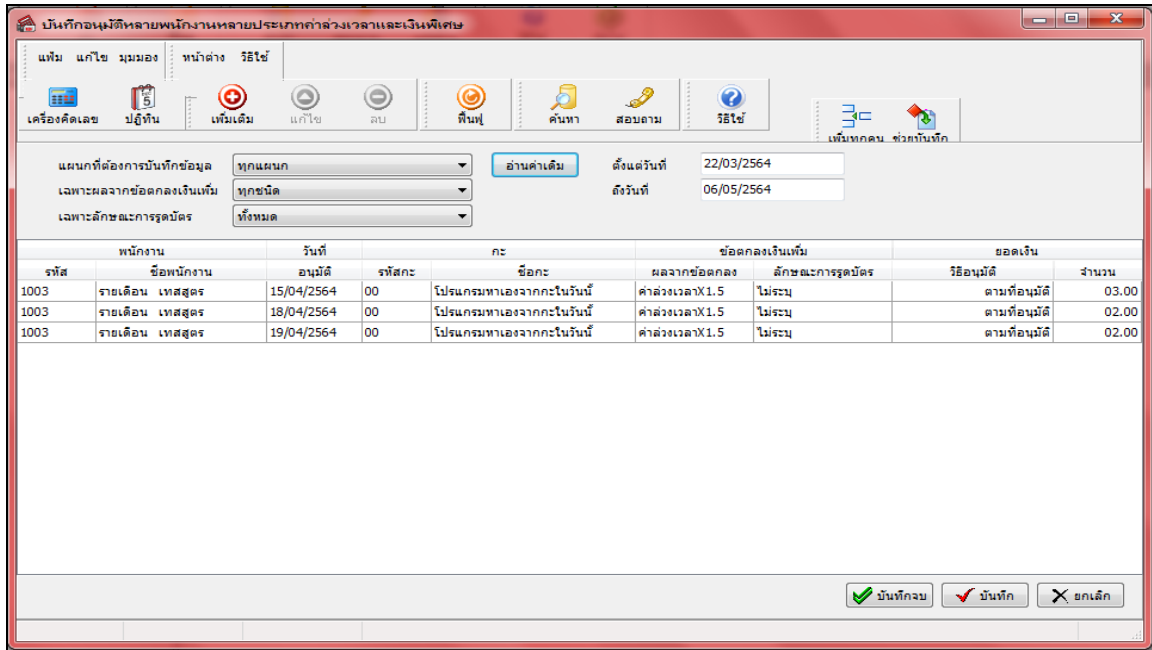 บันทึกอนุมัติหลายพนักงานหลายประเภทค่าล่วงเวลาและเงินพิเศษ
แฟ้ม แก้ไข มุมมอง หน้าต่าง วิธีใช้
เครื่องคิดเลข ปฏิทิน เพิ่มเติม แก้ไข ลบ ฟื้นฟู ค้นหา สอบถาม วิธีใช้ เพิ่มทุกคน ช่วยบันทึก
แผนกที่ต้องการบันทึกข้อมูล ทุกแผนก อ่านค่าเดิม ตั้งแต่วันที่ 22/03/2564
เฉพาะผลจากข้อตกลงเงินเพิ่ม ทุกชนิด ถึงวันที่ 06/05/2564
เฉพาะลักษณะการรูดบัตร ทั้งหมด
พนักงาน วันที่ กะ ข้อตกลงเงินเพิ่ม ยอดเงิน
รหัส ชื่อพนักงาน อนุมัติ รหัสกะ ชื่อกะ ผลจากข้อตกลง ลักษณะการรูดบัตร วิธีอนุมัติ จำนวน
1003 รายเดือน เทสสูตร 15/04/2564 00 โปรแกรมหาเองจากกะในวันนี้ ค่าล่วงเวลาX1.5 ไม่ระบุ ตามที่อนุมัติ 03.00
1003 รายเดือน เทสสูตร 18/04/2564 00 โปรแกรมหาเองจากกะในวันนี้ ค่าล่วงเวลาX1.5 ไม่ระบุ ตามที่อนุมัติ 02.00
1003 รายเดือน เทสสูตร 19/04/2564 00 โปรแกรมหาเองจากกะในวันนี้ ค่าล่วงเวลาX1.5 ไม่ระบุ ตามที่อนุมัติ 02.00
บันทึกจบ บันทึก ยกเลิก